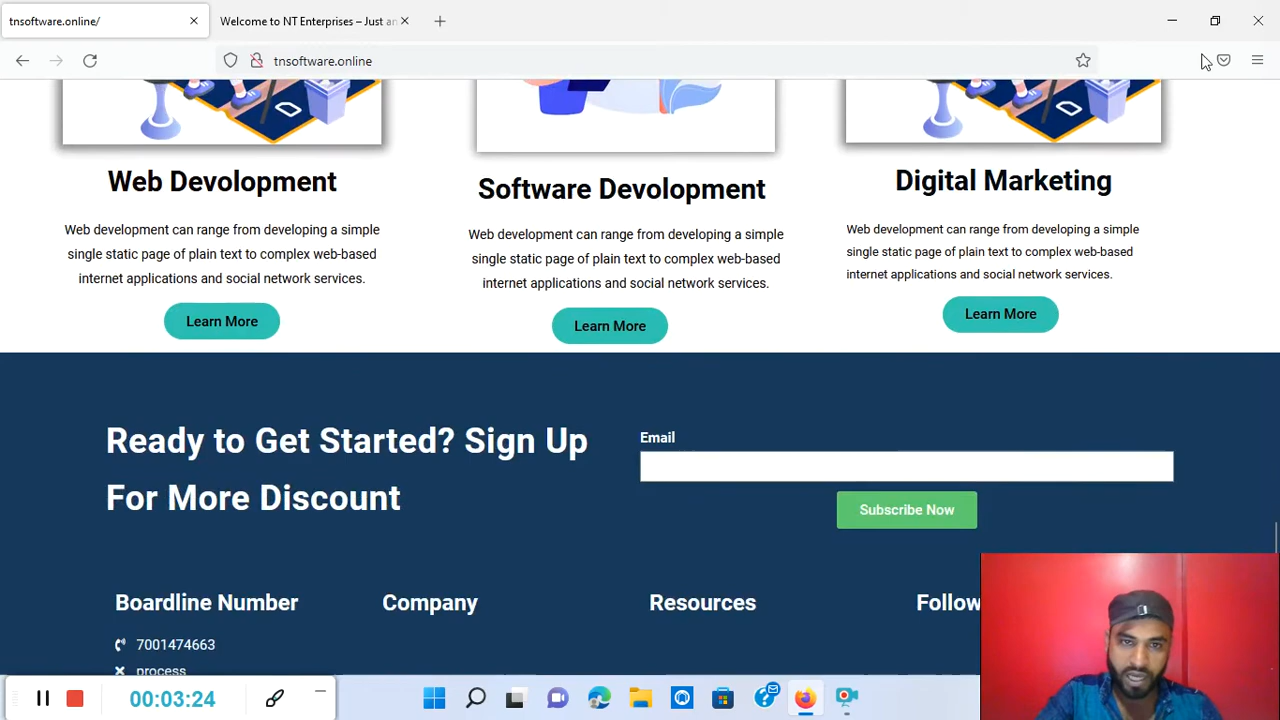 tnsoftware.online/
Welcome to NT Enterprises – Just an
tnsoftware.online
Web Devolopment
Web development can range from developing a simple
single static page of plain text to complex web-based
internet applications and social network services.
Learn More
Software Devolopment
Web development can range from developing a simple
single static page of plain text to complex web-based
internet applications and social network services.
Learn More
Digital Marketing
Web development can range from developing a simple
single static page of plain text to complex web-based
internet applications and social network services.
Learn More
Ready to Get Started? Sign Up
For More Discount
Email
Subscribe Now
Boardline Number
7001474663
process
Company
Resources
Follow
00:03:24